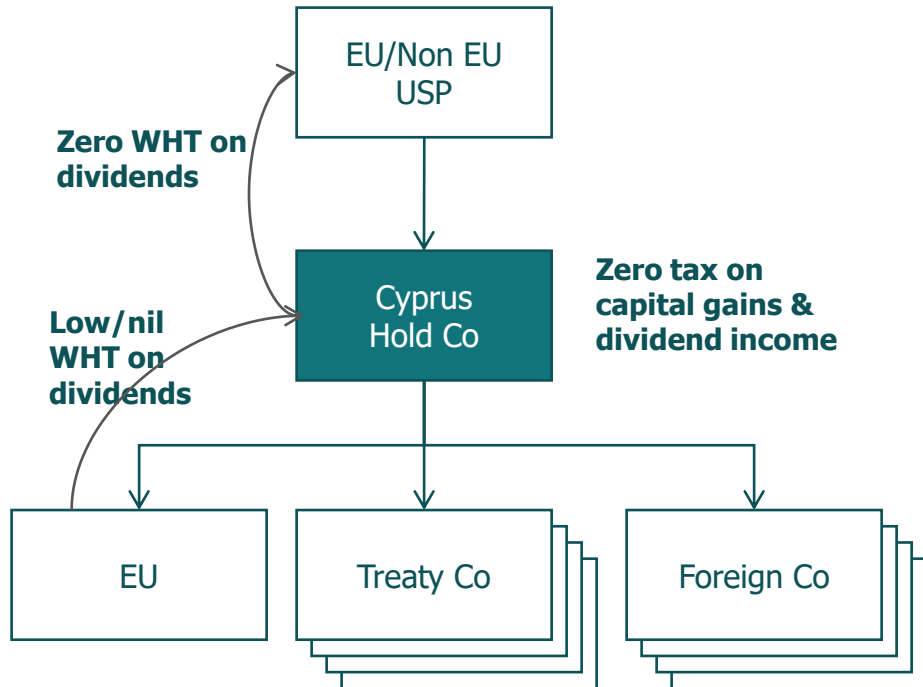 EU/Non EU
USP
Zero WHT on
dividends
Cyprus
Hold Co
Zero tax on
capital gains &
dividend income
Low/nil
WHT on
dividends
EU
Treaty Co
Foreign Co